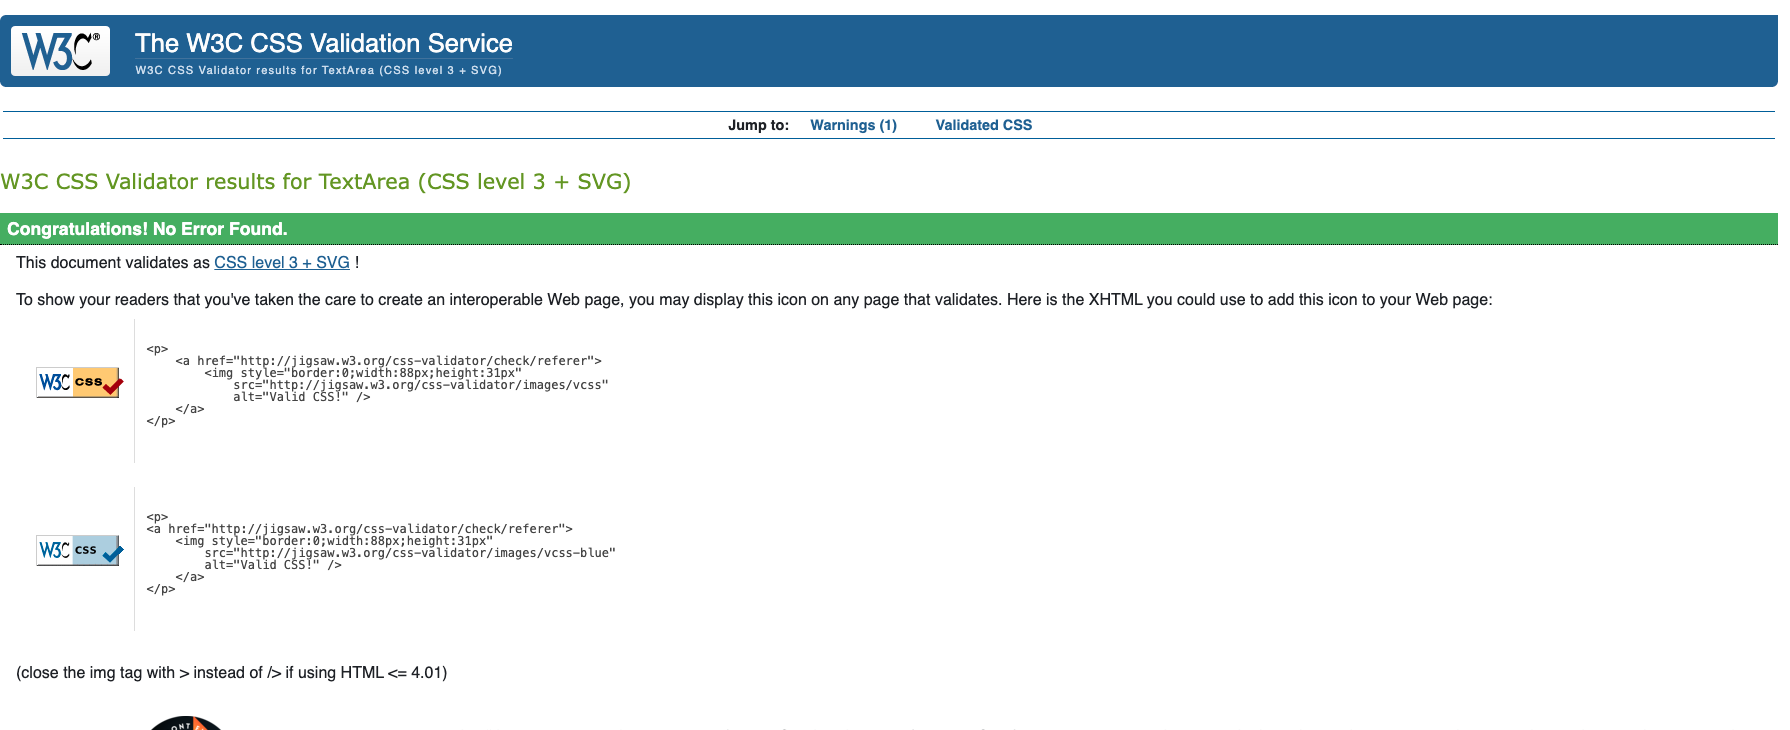 W3C®
The W3C CSS Validation Service
W3C CSS Validator results for TextArea (CSS level 3 + SVG)
Jump to: Warnings (1) Validated CSS
W3C CSS Validator results for TextArea (CSS level 3 + SVG)
Congratulations! No Error Found.
This document validates as CSS level 3 + SVG !
To show your readers that you've taken the care to create an interoperable Web page, you may display this icon on any page that validates. Here is the XHTML you could use to add this icon to your Web page:
W3C css
<p>
    <a href="http://jigsaw.w3.org/css-validator/check/referer">
        <img style="border:0;width:88px;height:31px"
            src="http://jigsaw.w3.org/css-validator/images/vcss"
            alt="Valid CSS!" />
    </a>
</p>
W3C css
<p>
<a href="http://jigsaw.w3.org/css-validator/check/referer">
    <img style="border:0;width:88px;height:31px"
        src="http://jigsaw.w3.org/css-validator/images/vcss-blue"
        alt="Valid CSS!" />
    </a>
</p>
(close the img tag with > instead of /> if using HTML <= 4.01)